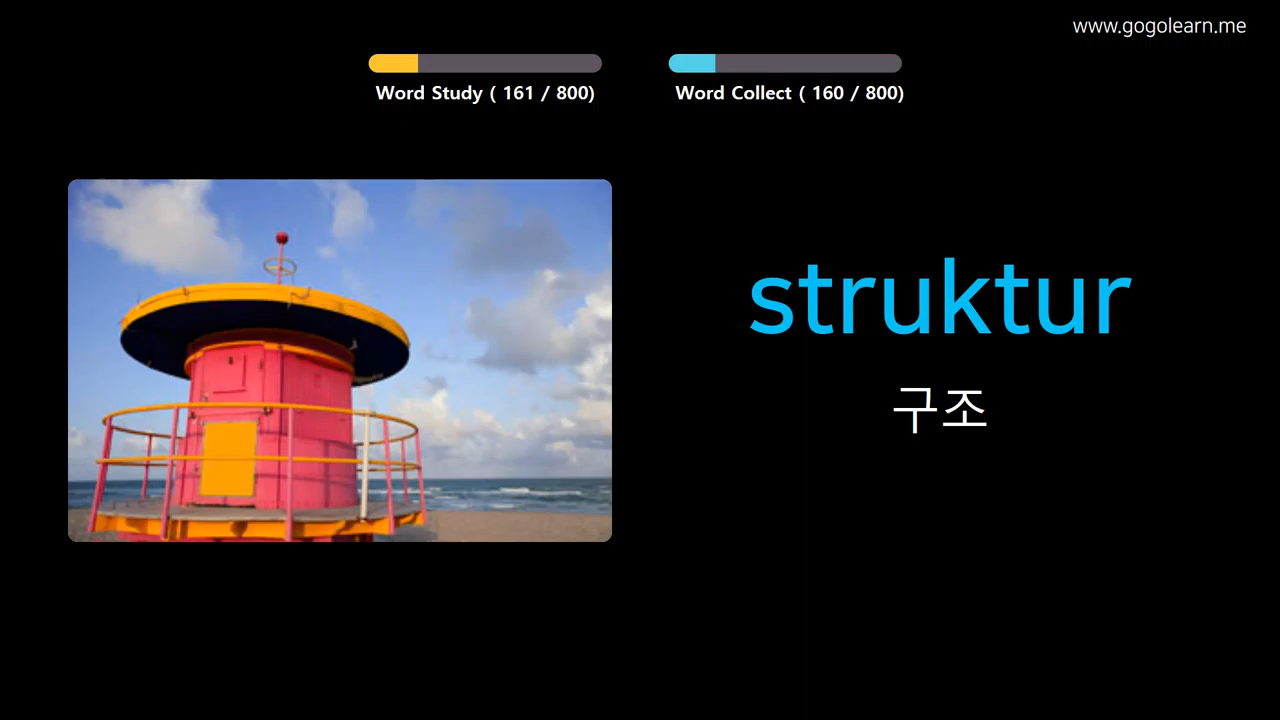 www.gogolearn.me
Word Study ( 161 / 800)
Word Collect ( 160 / 800)
struktur
구조